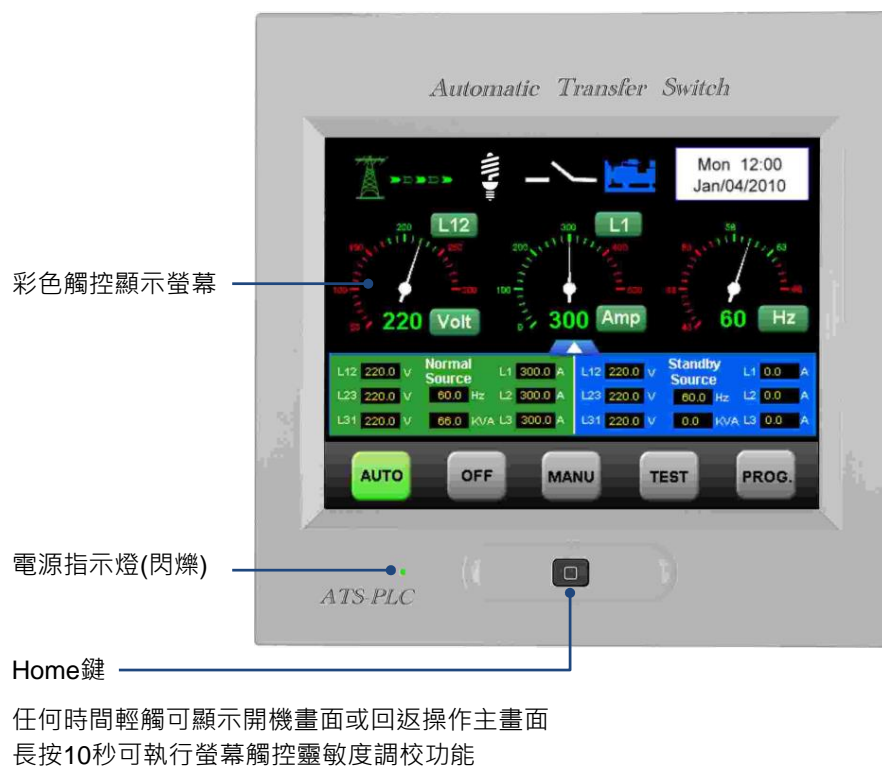 Automatic Transfer Switch
Mon 12:00
Jan/04/2010
L12
L1
彩色觸控顯示螢幕
220 Volt
300 Amp
60 Hz
L12 220.0 V Normal Source L1 300.0 A
L23 220.0 V 60.0 Hz L2 300.0 A
L31 220.0 V 66.0 KVA L3 300.0 A
L12 220.0 V Standby Source L1 0.0 A
L23 220.0 V 60.0 Hz L2 0.0 A
L31 220.0 V 0.0 KVA L3 0.0 A
AUTO OFF MANU TEST PROG.
電源指示燈(閃爍)
ATS-PLC
Home鍵
任何時間輕觸可顯示開機畫面或回返操作主畫面
長按10秒可執行螢幕觸控靈敏度調校功能